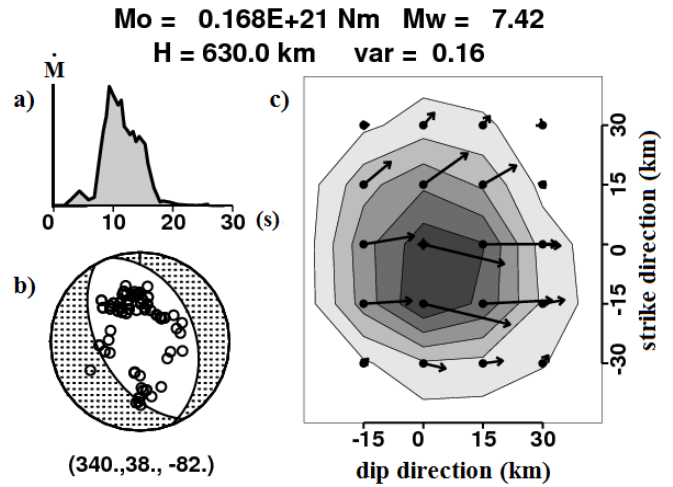 Mo = 0.168E+21 Nm Mw = 7.42
H = 630.0 km var = 0.16
Ṁ
a)
0 10 20 30 (s)
b)
(340.,38., -82.)
c)
30
15
0
-15
-30
strike direction (km)
-15 0 15 30
dip direction (km)